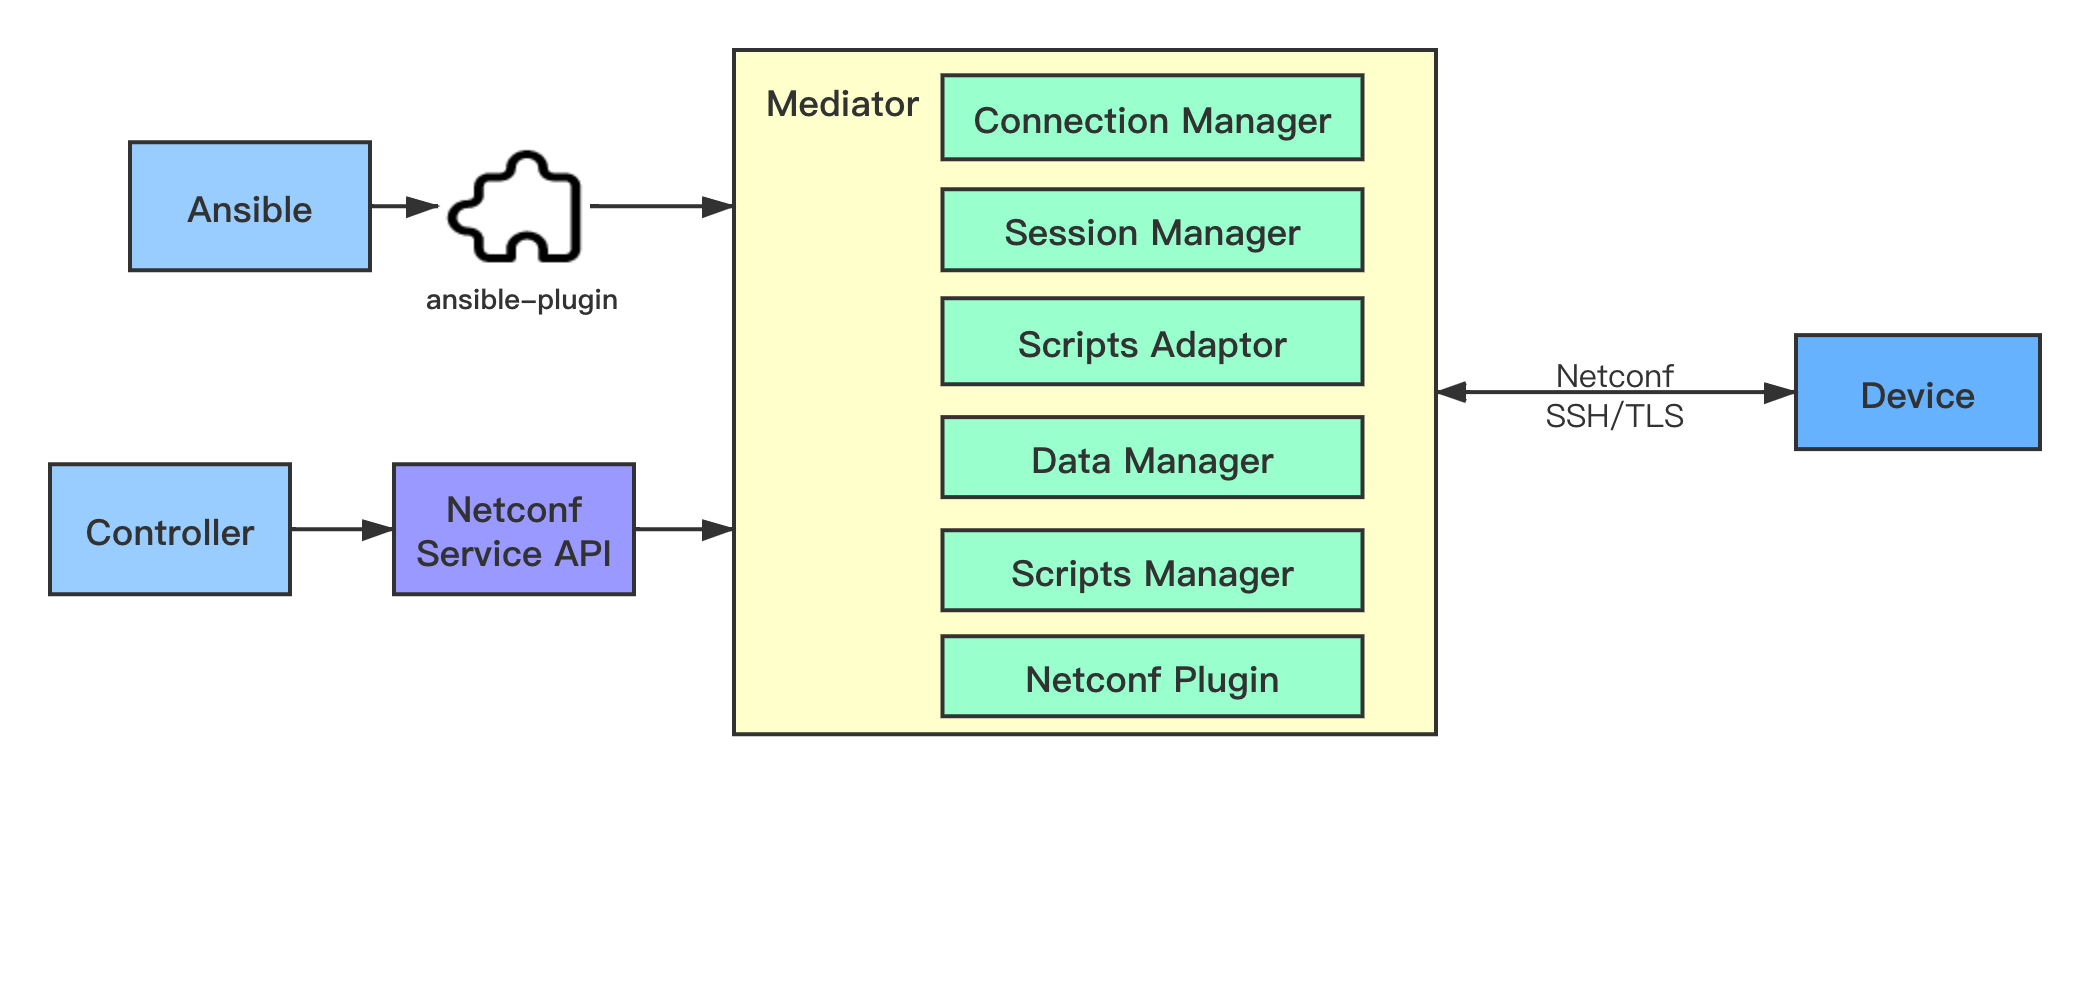 Mediator
Connection Manager
Session Manager
Scripts Adaptor
Data Manager
Scripts Manager
Netconf Plugin
Ansible
ansible-plugin
Controller
Netconf
Service API
Netconf
SSH/TLS
Device